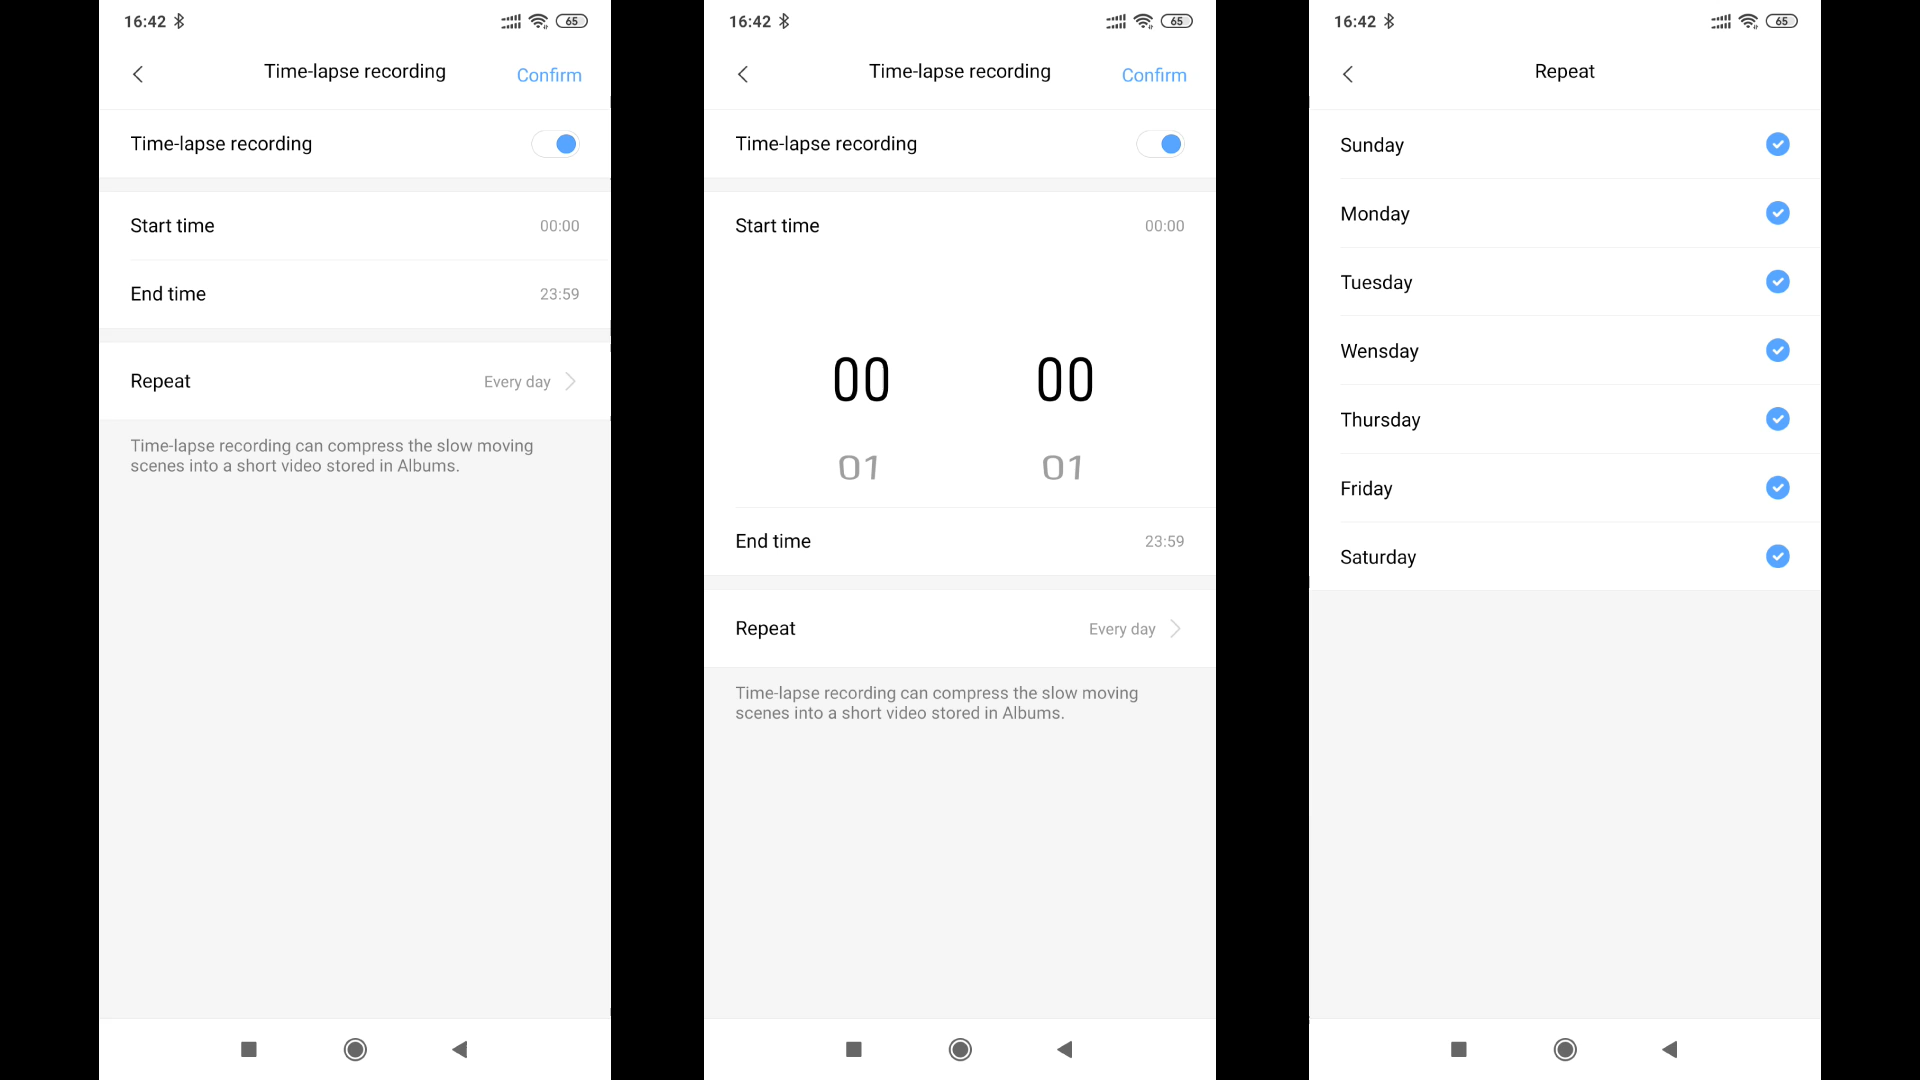 16:42
65
Time-lapse recording
Confirm
Time-lapse recording
Start time
00:00
End time
23:59
Repeat
Every day
Time-lapse recording can compress the slow moving
scenes into a short video stored in Albums.
16:42
65
Time-lapse recording
Confirm
Time-lapse recording
Start time
00:00
00 00
01 01
End time
23:59
Repeat
Every day
Time-lapse recording can compress the slow moving
scenes into a short video stored in Albums.
16:42
65
Repeat
Sunday
Monday
Tuesday
Wensday
Thursday
Friday
Saturday